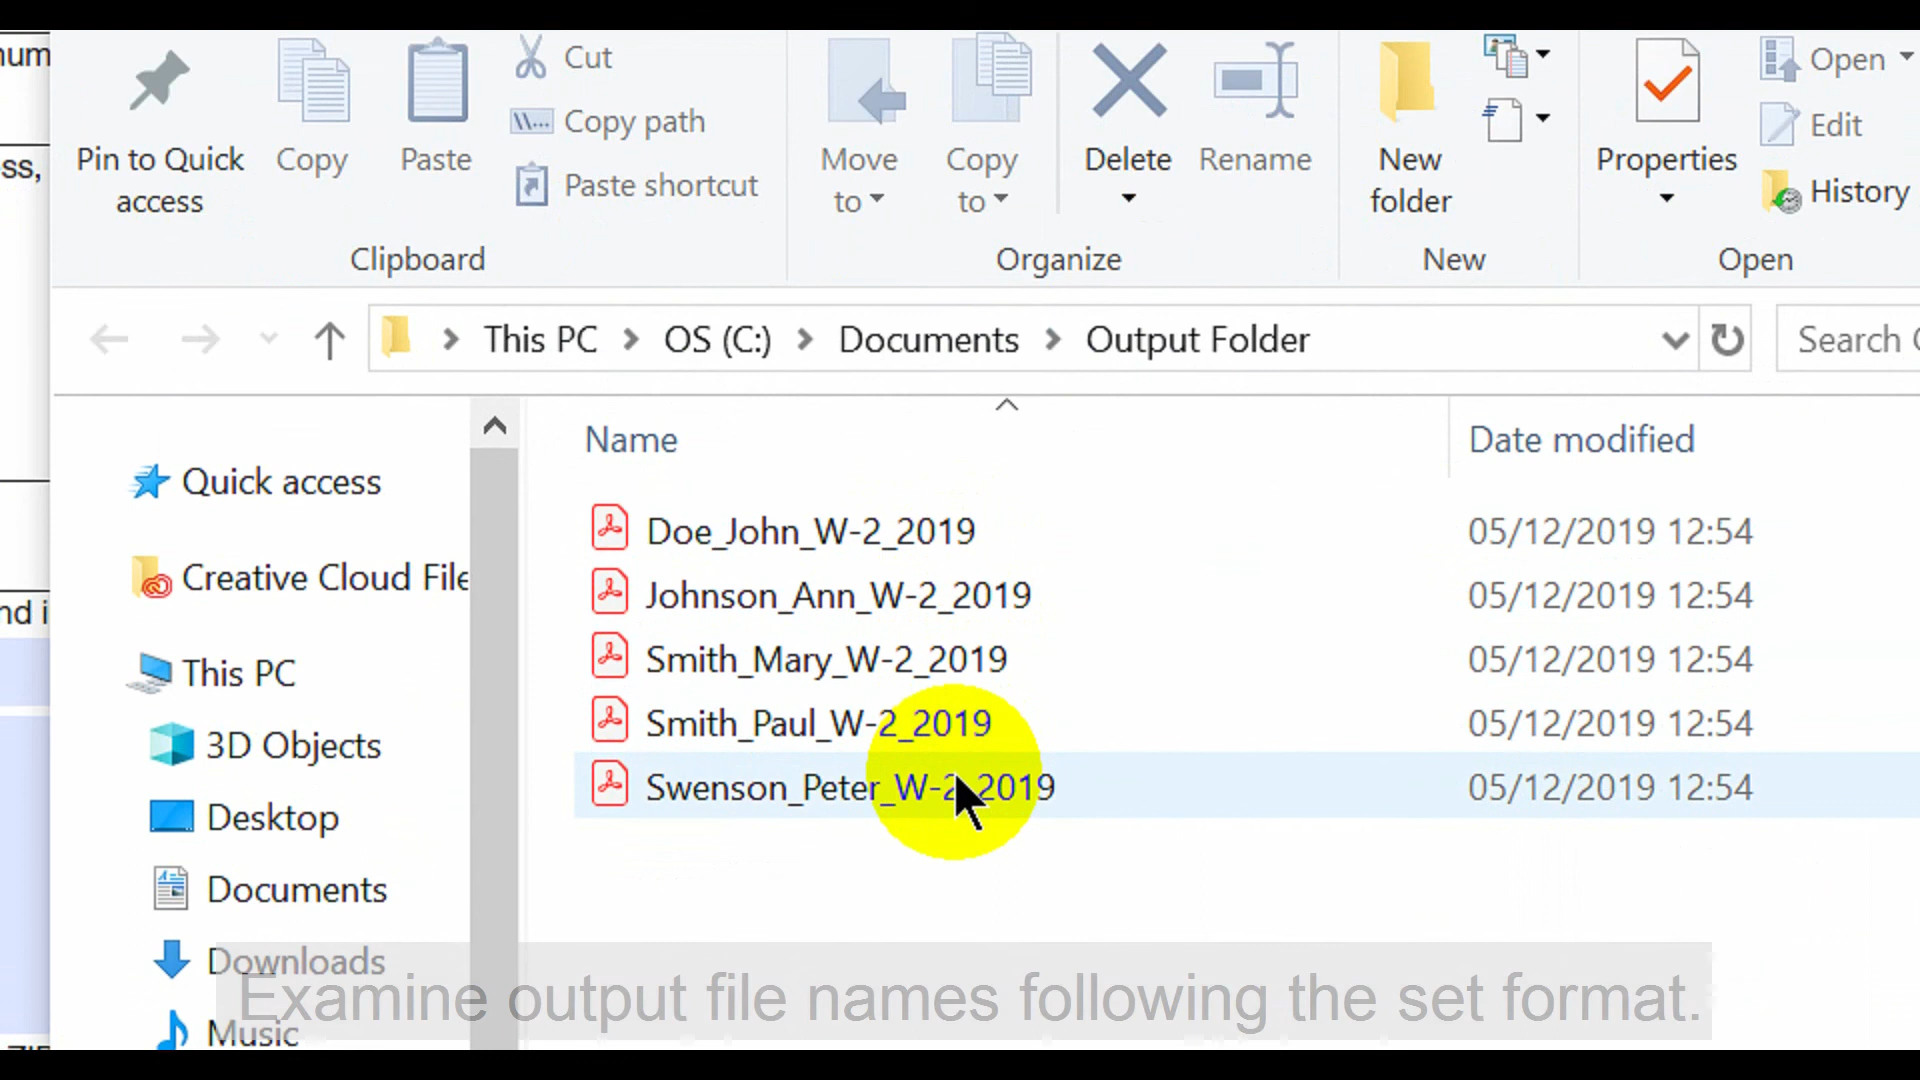 num
ss,
nd i
Pin to Quick
access
Copy
Paste
Cut
Copy path
Paste shortcut
Clipboard
Move
to
Copy
to
Delete
Rename
Organize
New
folder
New
Properties
Open
Edit
History
Open
This PC
OS (C:)
Documents
Output Folder
Search
Name
Date modified
Quick access
Creative Cloud File
This PC
3D Objects
Desktop
Documents
Downloads
Music
Doe_John_W-2_2019 05/12/2019 12:54
Johnson_Ann_W-2_2019 05/12/2019 12:54
Smith_Mary_W-2_2019 05/12/2019 12:54
Smith_Paul_W-2_2019 05/12/2019 12:54
Swenson_Peter_W-2_2019 05/12/2019 12:54
Examine output file names following the set format.